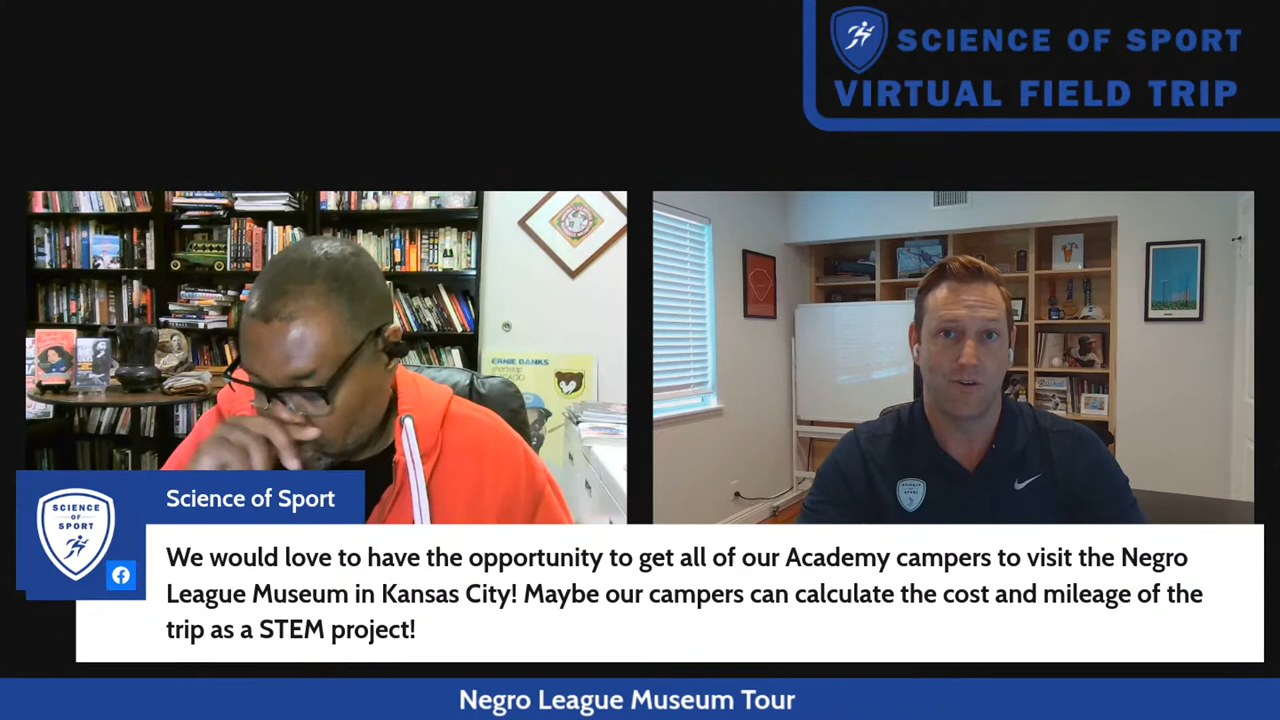 SCIENCE OF SPORT
VIRTUAL FIELD TRIP
ERNIE BANKS
shortstop
CHICAGO
Science of Sport
SCIENCE
OF
SPORT
We would love to have the opportunity to get all of our Academy campers to visit the Negro
League Museum in Kansas City! Maybe our campers can calculate the cost and mileage of the
trip as a STEM project!
Negro League Museum Tour